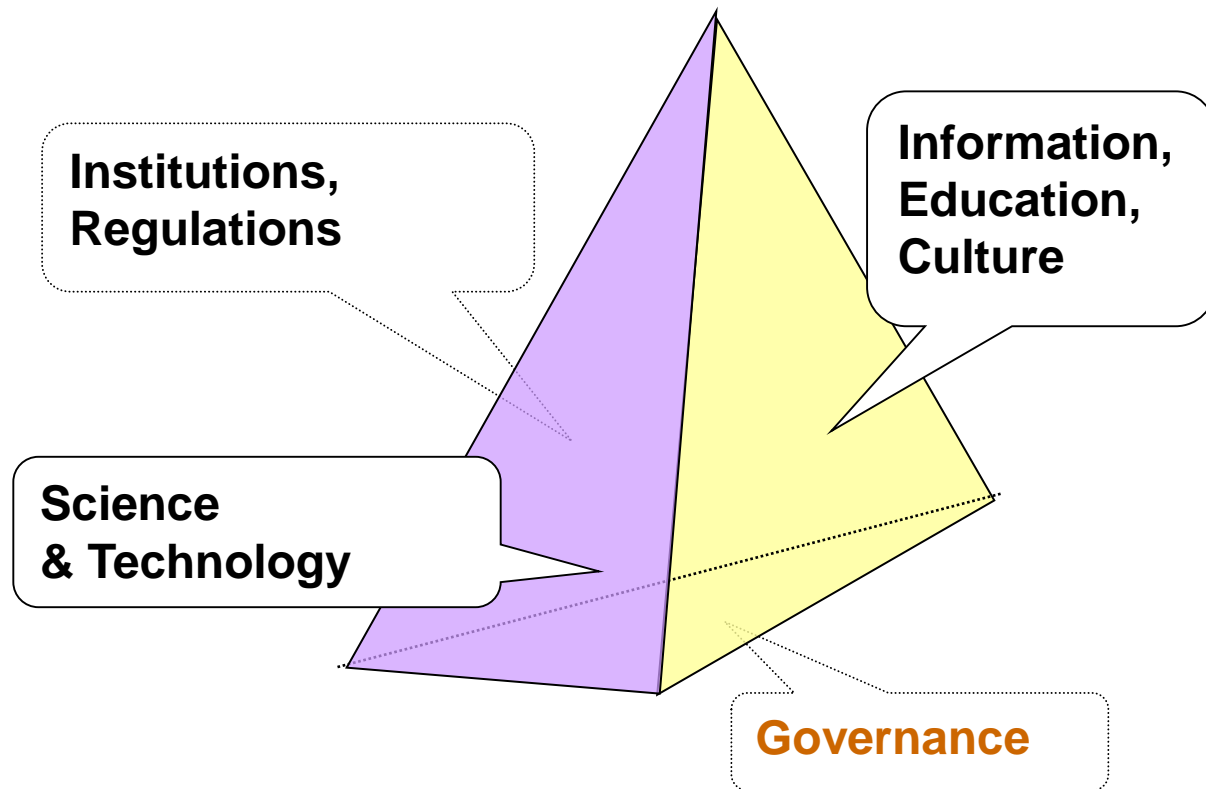 Institutions,
Regulations
Information,
Education,
Culture
Science
& Technology
Governance